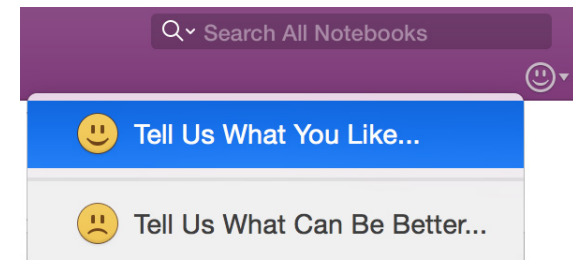 Search All Notebooks
Tell Us What You Like...
Tell Us What Can Be Better...